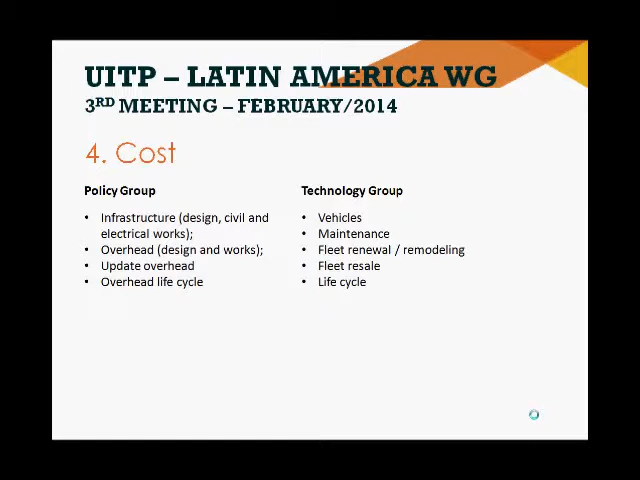 UITP – LATIN AMERICA WG
3RD MEETING – FEBRUARY/2014
4. Cost
Policy Group
• Infrastructure (design, civil and
electrical works);
• Overhead (design and works);
• Update overhead
• Overhead life cycle
Technology Group
• Vehicles
• Maintenance
• Fleet renewal / remodeling
• Fleet resale
• Life cycle